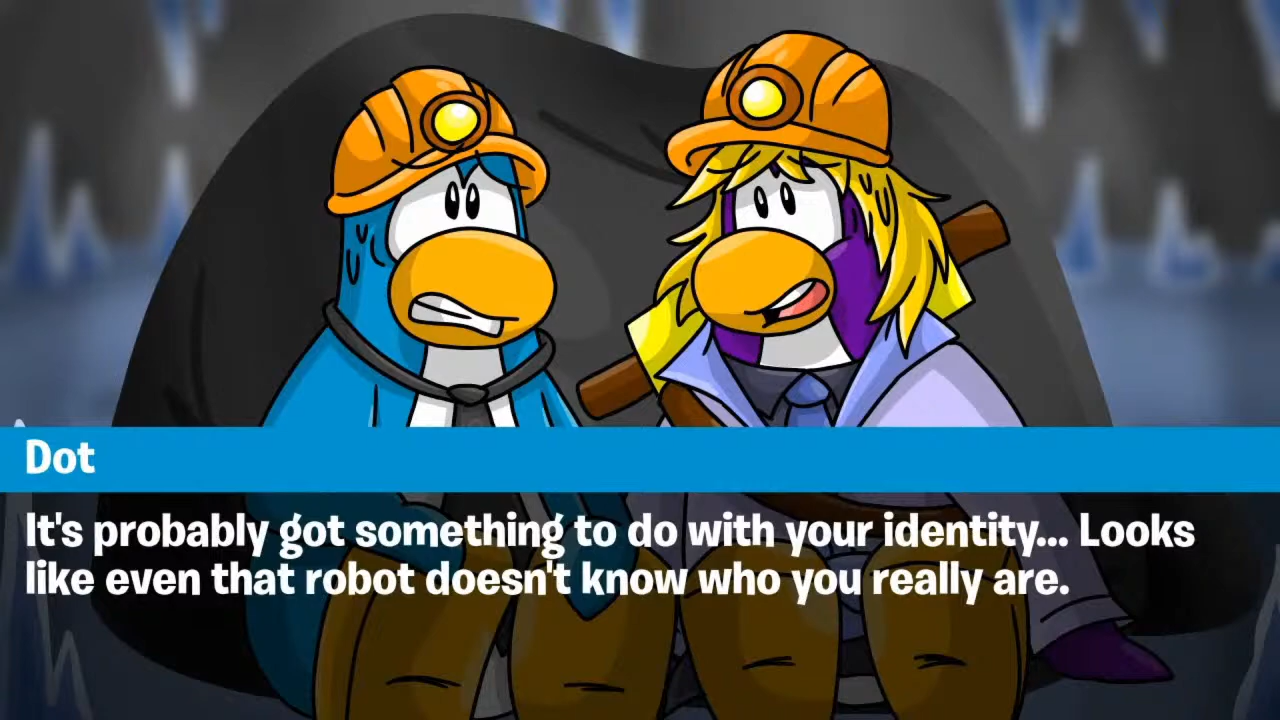 Dot
It's probably got something to do with your identity... Looks
like even that robot doesn't know who you really are.